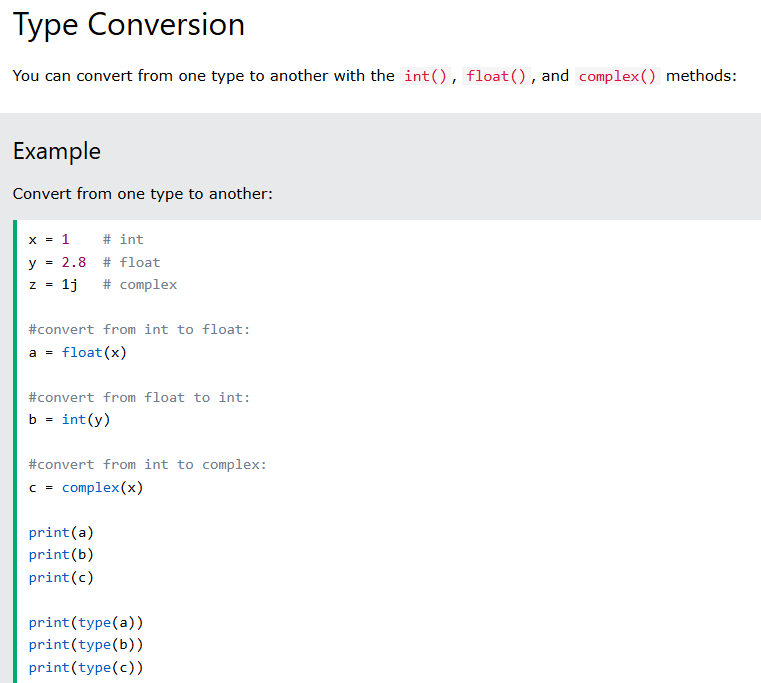 Type Conversion
You can convert from one type to another with the int(), float(), and complex() methods:
Example
Convert from one type to another:
x = 1    # int
y = 2.8  # float
z = 1j   # complex

#convert from int to float:
a = float(x)

#convert from float to int:
b = int(y)

#convert from int to complex:
c = complex(x)

print(a)
print(b)
print(c)

print(type(a))
print(type(b))
print(type(c))